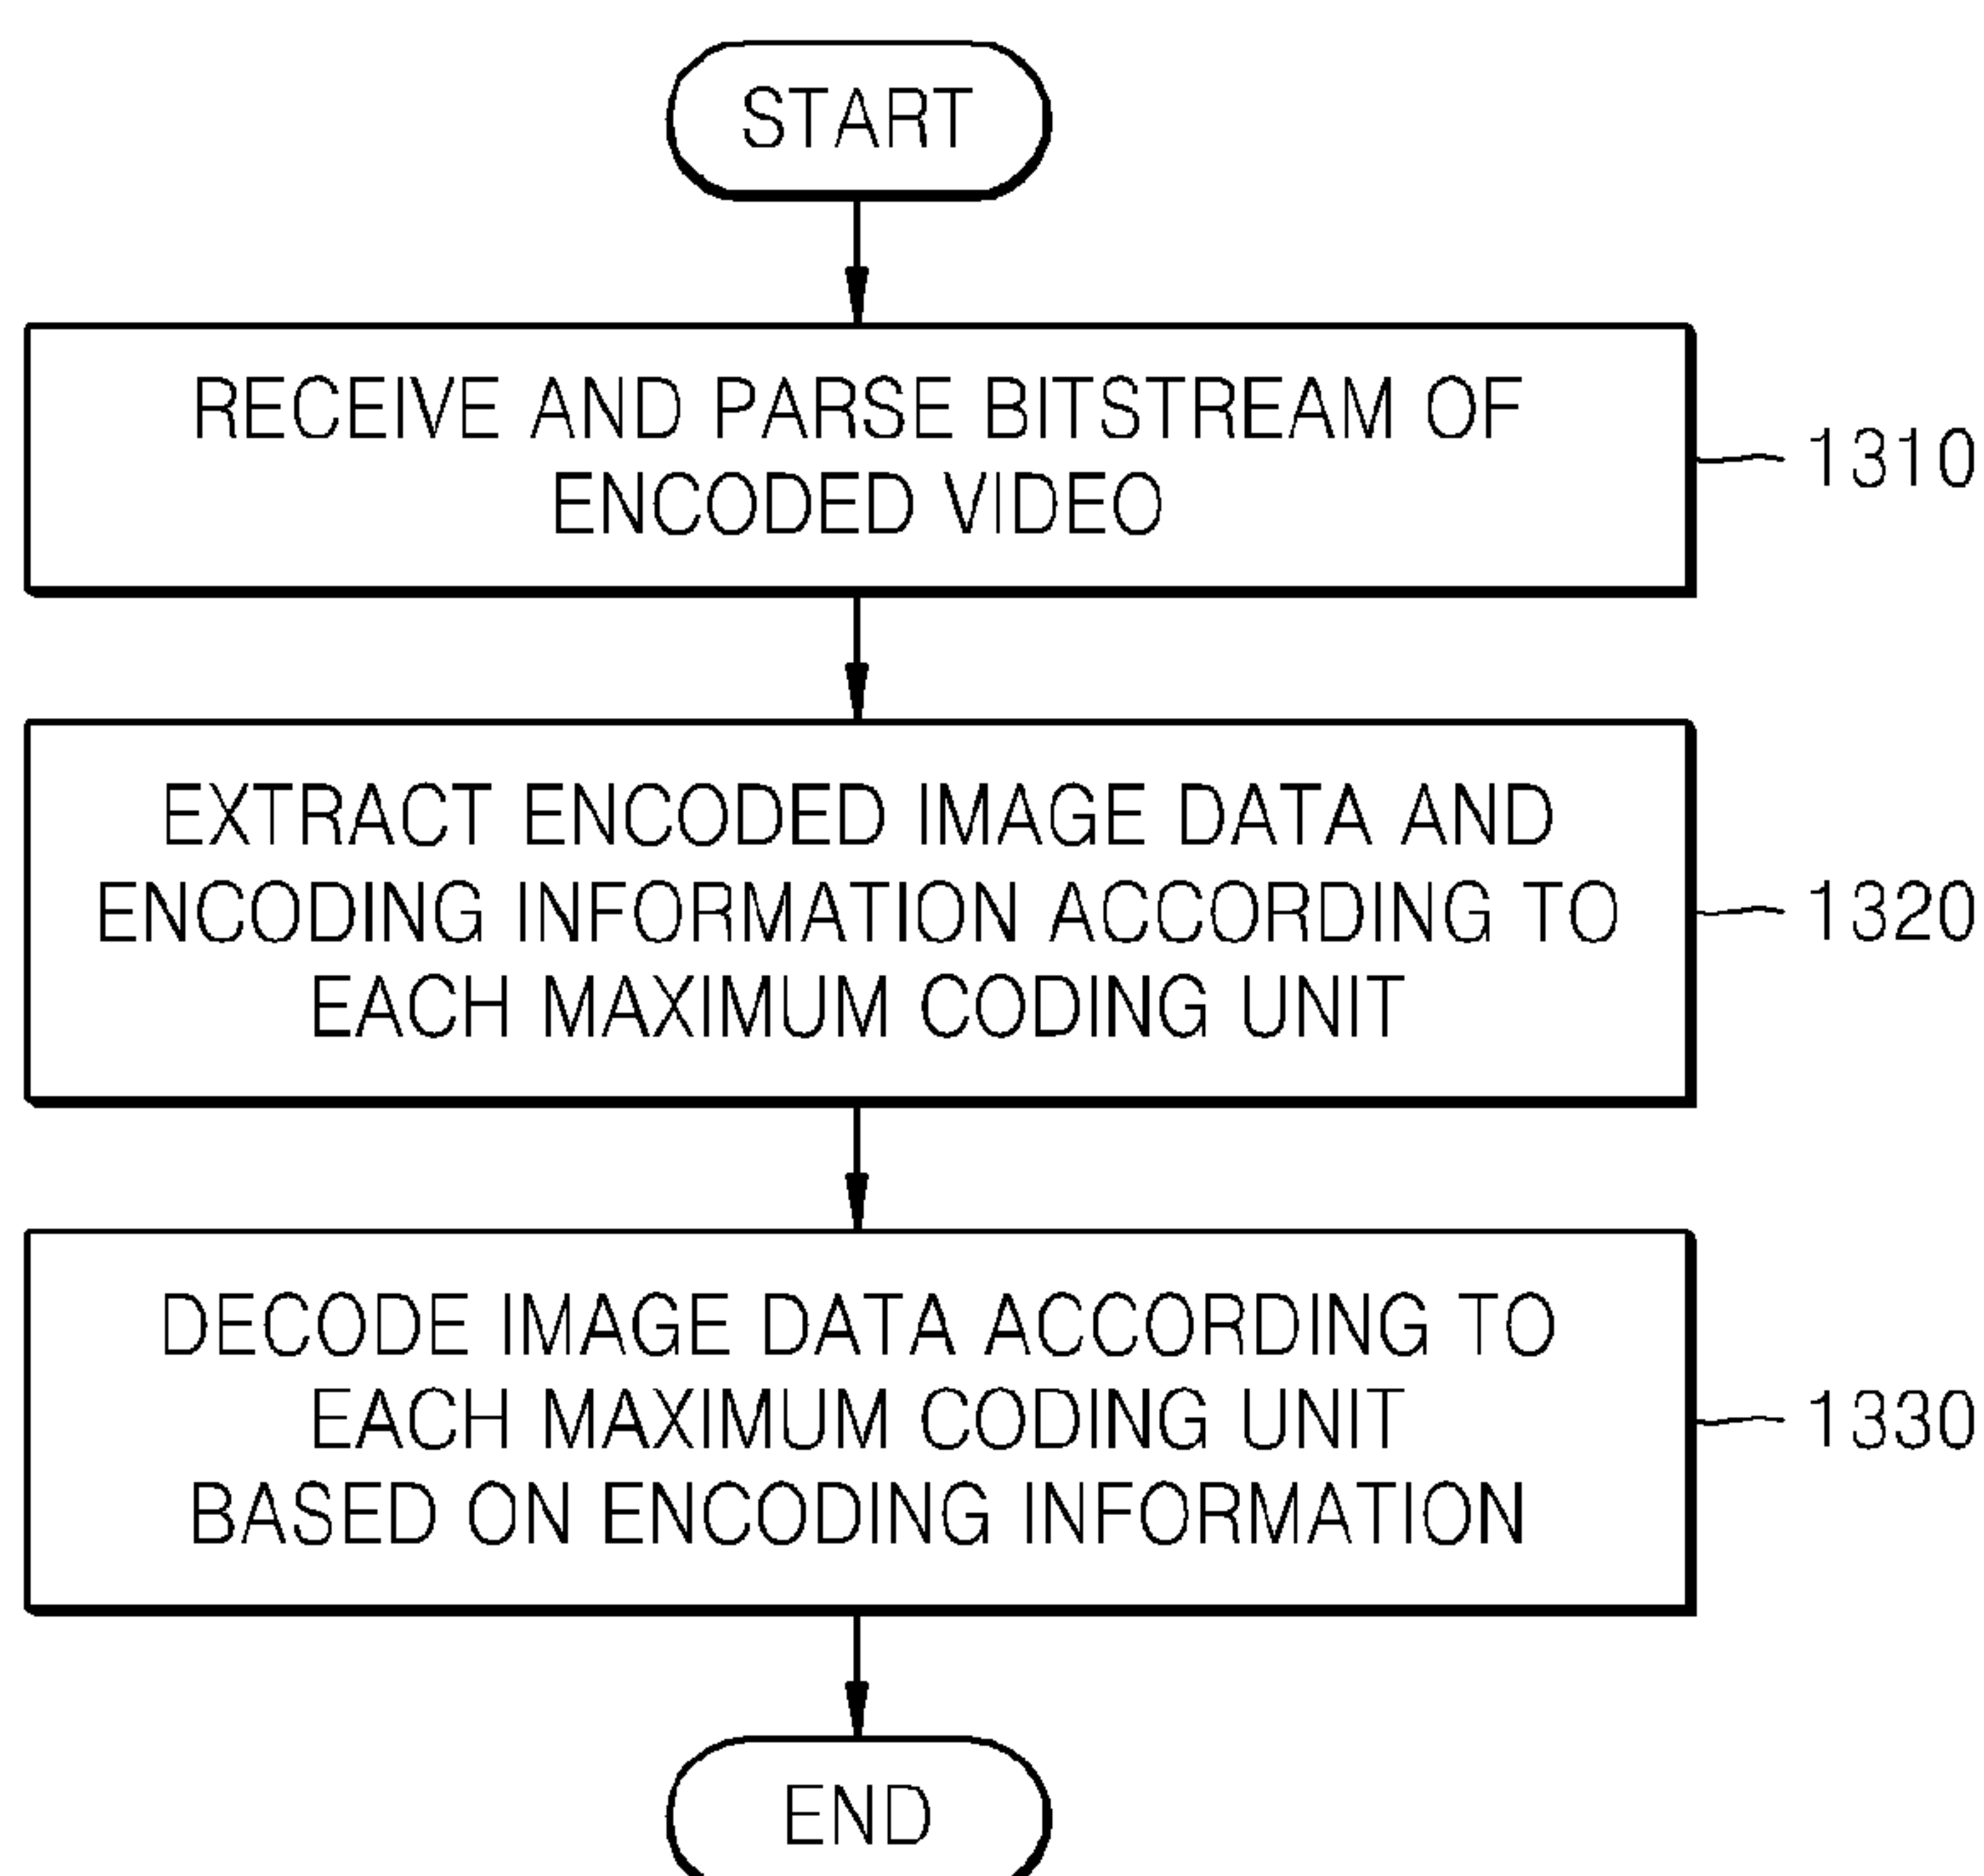 START
RECEIVE AND PARSE BITSTREAM OF
ENCODED VIDEO
1310
EXTRACT ENCODED IMAGE DATA AND
ENCODING INFORMATION ACCORDING TO
EACH MAXIMUM CODING UNIT
1320
DECODE IMAGE DATA ACCORDING TO
EACH MAXIMUM CODING UNIT
BASED ON ENCODING INFORMATION
1330
END